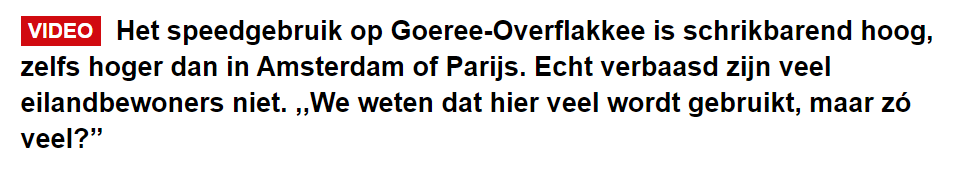 VIDEO Het speedgebruik op Goeree-Overflakkee is schrikbarend hoog,
zelfs hoger dan in Amsterdam of Parijs. Echt verbaasd zijn veel
eilandbewoners niet. ,,We weten dat hier veel wordt gebruikt, maar zó
veel?”